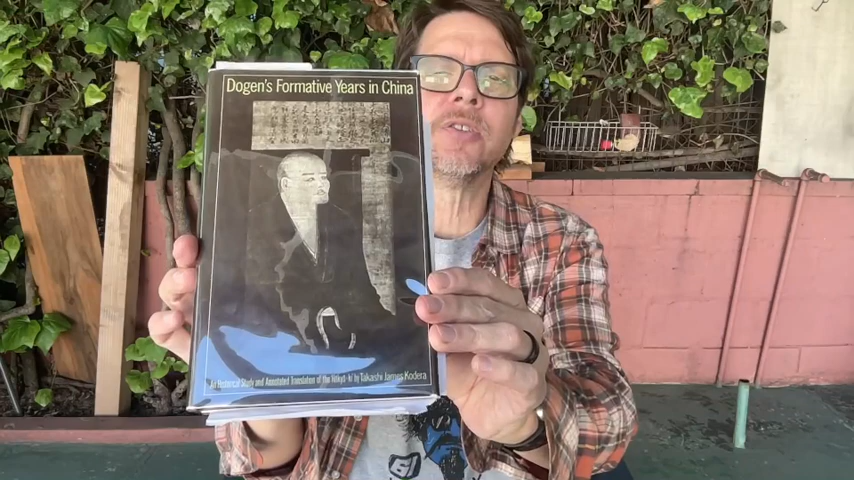 Dogen's Formative Years in China
An Historical Study and Annotated Translation of the Hōkyō-ki by Takashi James Kodera